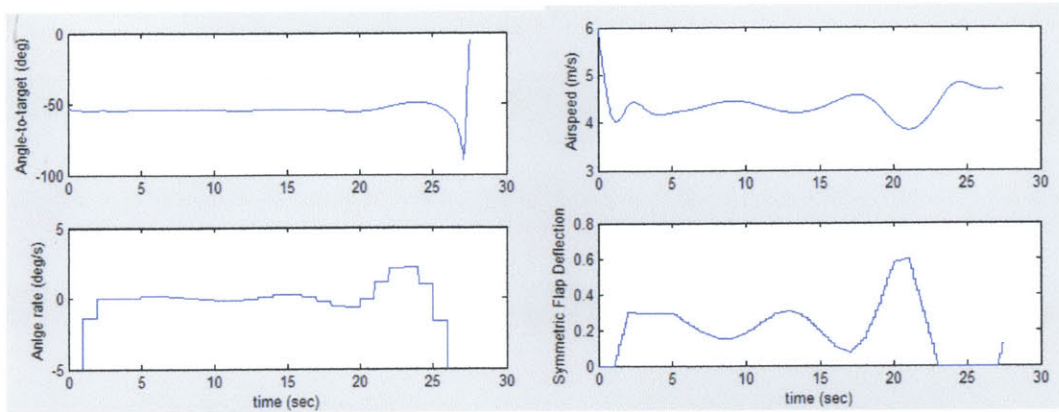 Angle-to-target (deg)
0
-50
-100
0 5 10 15 20 25 30
Airspeed (m/s)
6
5
4
3
0 5 10 15 20 25 30
Anlge rate (deg/s)
5
0
-5
0 5 10 15 20 25 30
time (sec)
Symmetric Flap Deflection
0.8
0.6
0.4
0.2
0
0 5 10 15 20 25 30
time (sec)